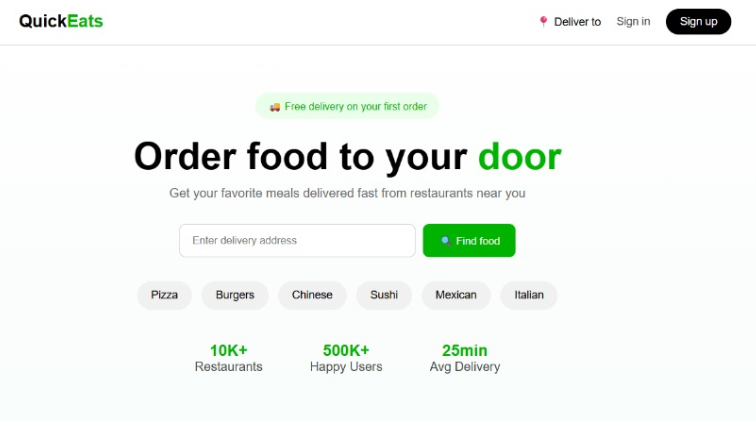 QuickEats
📍 Deliver to
Sign in
Sign up
🚚 Free delivery on your first order
Order food to your door
Get your favorite meals delivered fast from restaurants near you
Enter delivery address
🔍 Find food
Pizza
Burgers
Chinese
Sushi
Mexican
Italian
10K+
Restaurants
500K+
Happy Users
25min
Avg Delivery